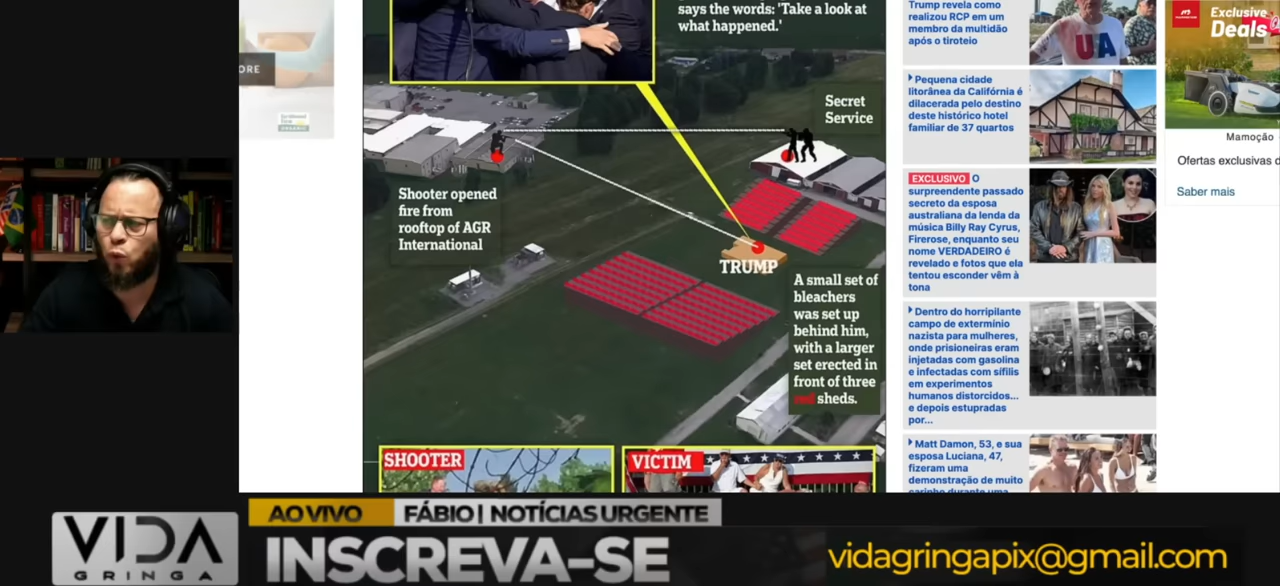 says the words: 'Take a look at
what happened.'
Secret
Service
Shooter opened
fire from
rooftop of AGR
International
TRUMP
A small set of
bleachers
was set up
behind him,
with a larger
set erected in
front of three
red sheds.
SHOOTER
VICTIM
ORE
Trump revela como
realizou RCP em um
membro da multidão
após o tiroteio
UA
Pequena cidade
litorânea da Califórnia é
dilacerada pelo destino
deste histórico hotel
familiar de 37 quartos
EXCLUSIVO O
surpreendente passado
secreto da esposa
australiana da lenda da
música Billy Ray Cyrus,
Firerose, enquanto seu
nome VERDADEIRO é
revelado e fotos que ela
tentou esconder vêm à
tona
Dentro do horripilante
campo de extermínio
nazista para mulheres,
onde prisioneiras eram
injetadas com gasolina
e infectadas com sífilis
em experimentos
humanos distorcidos...
e depois estupradas
por...
Matt Damon, 53, e sua
esposa Luciana, 47,
fizeram uma
demonstração de muito
carinho durante uma
Exclusive
Deals
Mamoção
Ofertas exclusivas d
Saber mais
VIDA
GRINGA
AO VIVO
FÁBIO | NOTÍCIAS URGENTE
INSCREVA-SE
vidagringapix@gmail.com